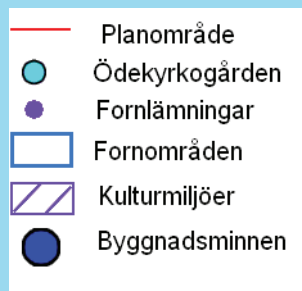 Planområde
Ödekyrkogården
Fornlämningar
Fornområden
Kulturmiljöer
Byggnadsminnen